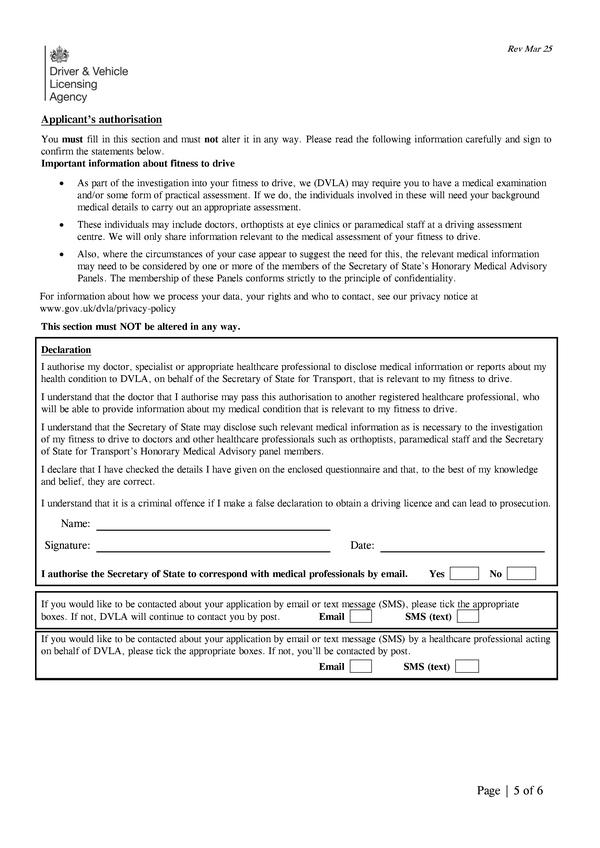 Rev Mar 25
Driver & Vehicle
Licensing
Agency
Applicant's authorisation
You must fill in this section and must not alter it in any way. Please read the following information carefully and sign to
confirm the statements below.
Important information about fitness to drive
• As part of the investigation into your fitness to drive, we (DVLA) may require you to have a medical examination
and/or some form of practical assessment. If we do, the individuals involved in these will need your background
medical details to carry out an appropriate assessment.
• These individuals may include doctors, orthoptists at eye clinics or paramedical staff at a driving assessment
centre. We will only share information relevant to the medical assessment of your fitness to drive.
• Also, where the circumstances of your case appear to suggest the need for this, the relevant medical information
may need to be considered by one or more of the members of the Secretary of State's Honorary Medical Advisory
Panels. The membership of these Panels conforms strictly to the principle of confidentiality.
For information about how we process your data, your rights and who to contact, see our privacy notice at
www.gov.uk/dvla/privacy-policy
This section must NOT be altered in any way.
Declaration
I authorise my doctor, specialist or appropriate healthcare professional to disclose medical information or reports about my
health condition to DVLA, on behalf of the Secretary of State for Transport, that is relevant to my fitness to drive.
I understand that the doctor that I authorise may pass this authorisation to another registered healthcare professional, who
will be able to provide information about my medical condition that is relevant to my fitness to drive.
I understand that the Secretary of State may disclose such relevant medical information as is necessary to the investigation
of my fitness to drive to doctors and other healthcare professionals such as orthoptists, paramedical staff and the Secretary
of State for Transport's Honorary Medical Advisory panel members.
I declare that I have checked the details I have given on the enclosed questionnaire and that, to the best of my knowledge
and belief, they are correct.
I understand that it is a criminal offence if I make a false declaration to obtain a driving licence and can lead to prosecution.
Name:
Signature: Date:
I authorise the Secretary of State to correspond with medical professionals by email. Yes No
If you would like to be contacted about your application by email or text message (SMS), please tick the appropriate
boxes. If not, DVLA will continue to contact you by post. Email SMS (text)
If you would like to be contacted about your application by email or text message (SMS) by a healthcare professional acting
on behalf of DVLA, please tick the appropriate boxes. If not, you'll be contacted by post.
Email SMS (text)
Page | 5 of 6